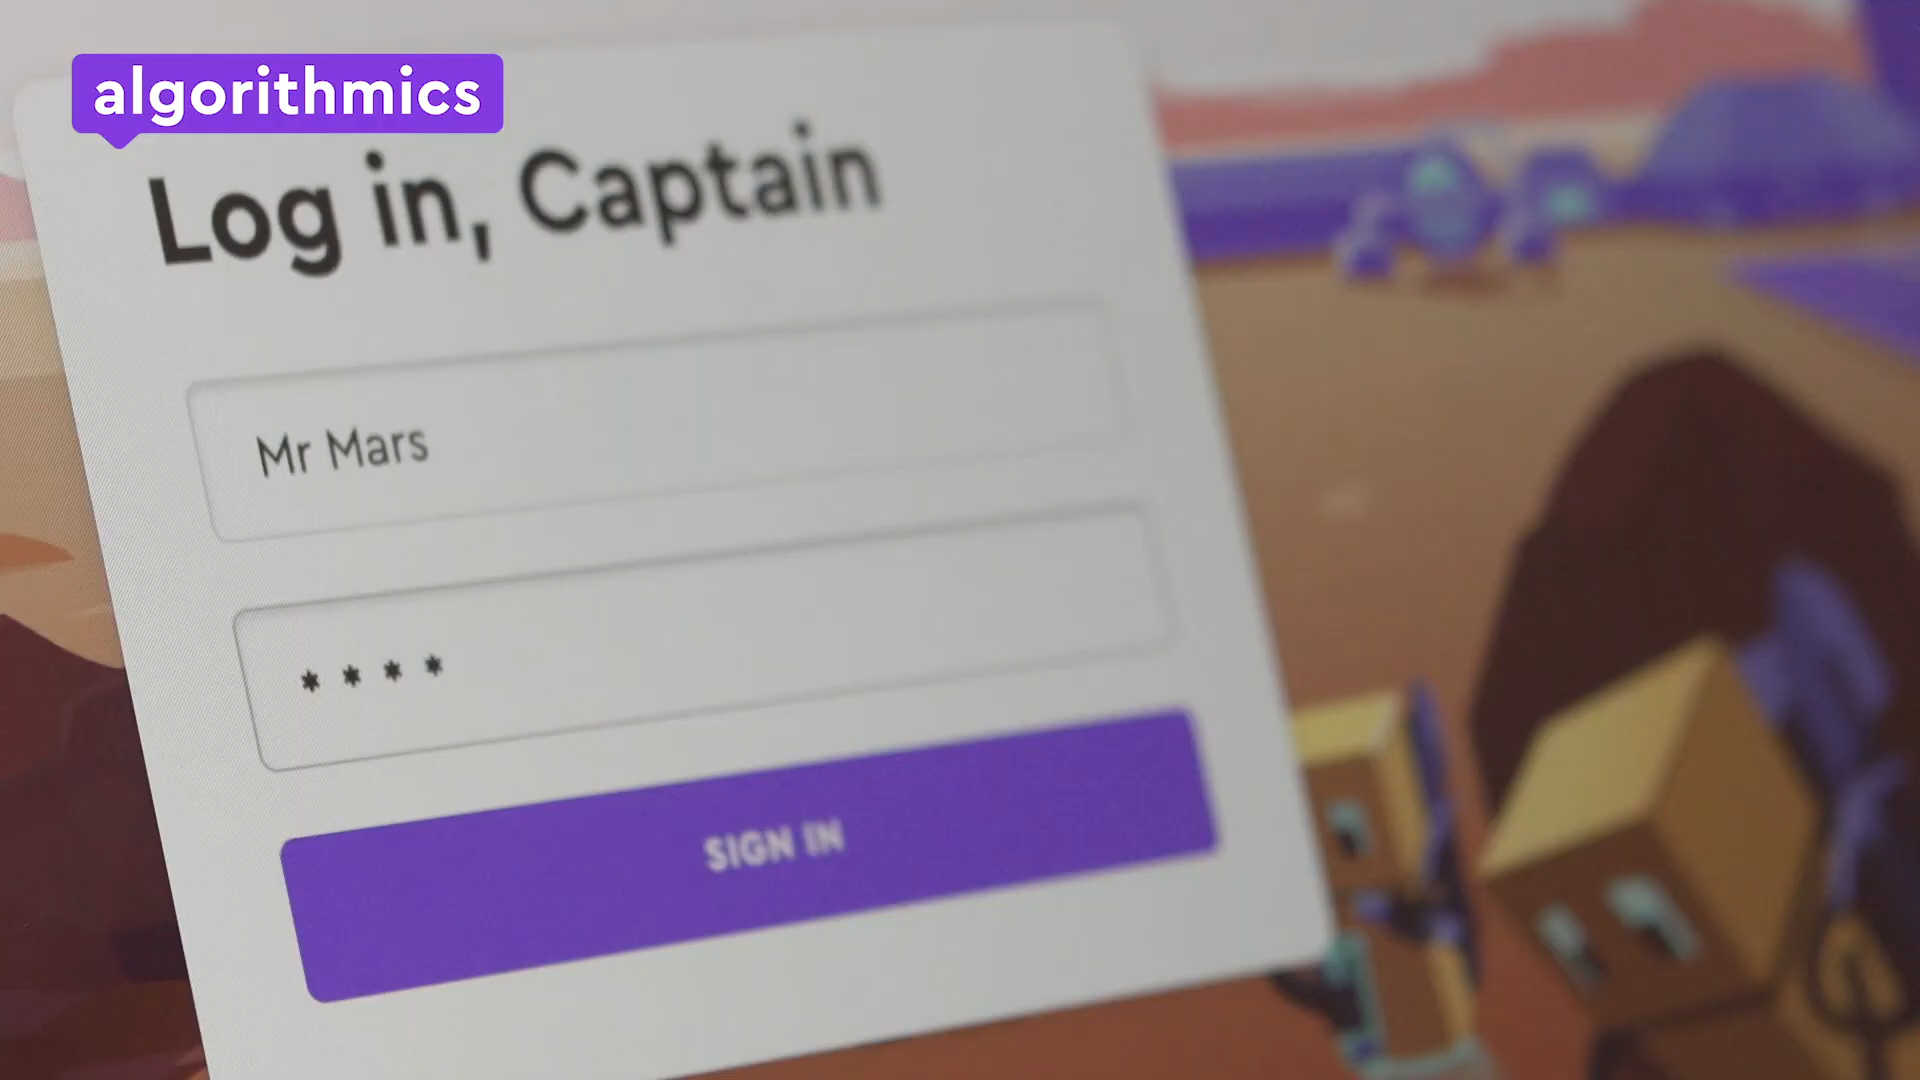 algorithmics
Log in, Captain
Mr Mars
* * * *
SIGN IN